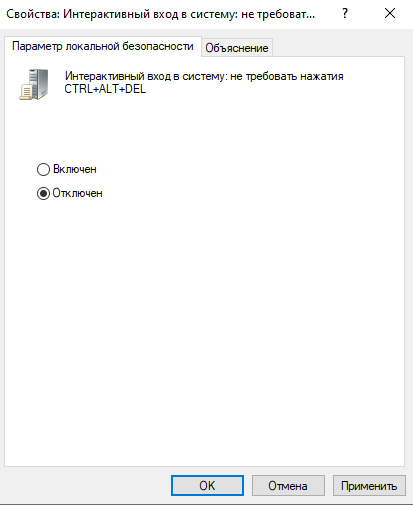 Свойства: Интерактивный вход в систему: не требоват...
?
Параметр локальной безопасности
Объяснение
Интерактивный вход в систему: не требовать нажатия
CTRL+ALT+DEL
Включен
Отключен
OK
Отмена
Применить